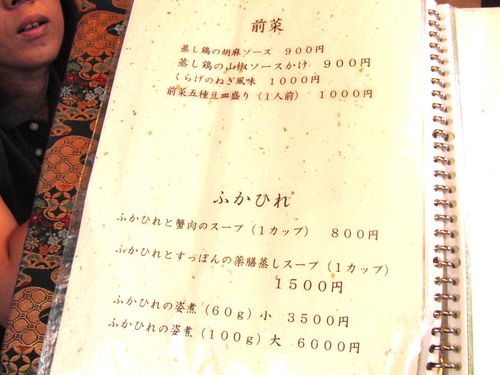 前菜
蒸し鶏の胡麻ソース 900円
蒸し鶏の山椒ソースかけ 900円
くらげのねぎ風味 1000円
前菜五種豆皿盛り(1人前) 1000円
ふかひれ
ふかひれと蟹肉のスープ(1カップ) 800円
ふかひれとすっぽんの薬膳蒸しスープ(1カップ)
1500円
ふかひれの姿煮(60g)小 3500円
ふかひれの姿煮(100g)大 6000円